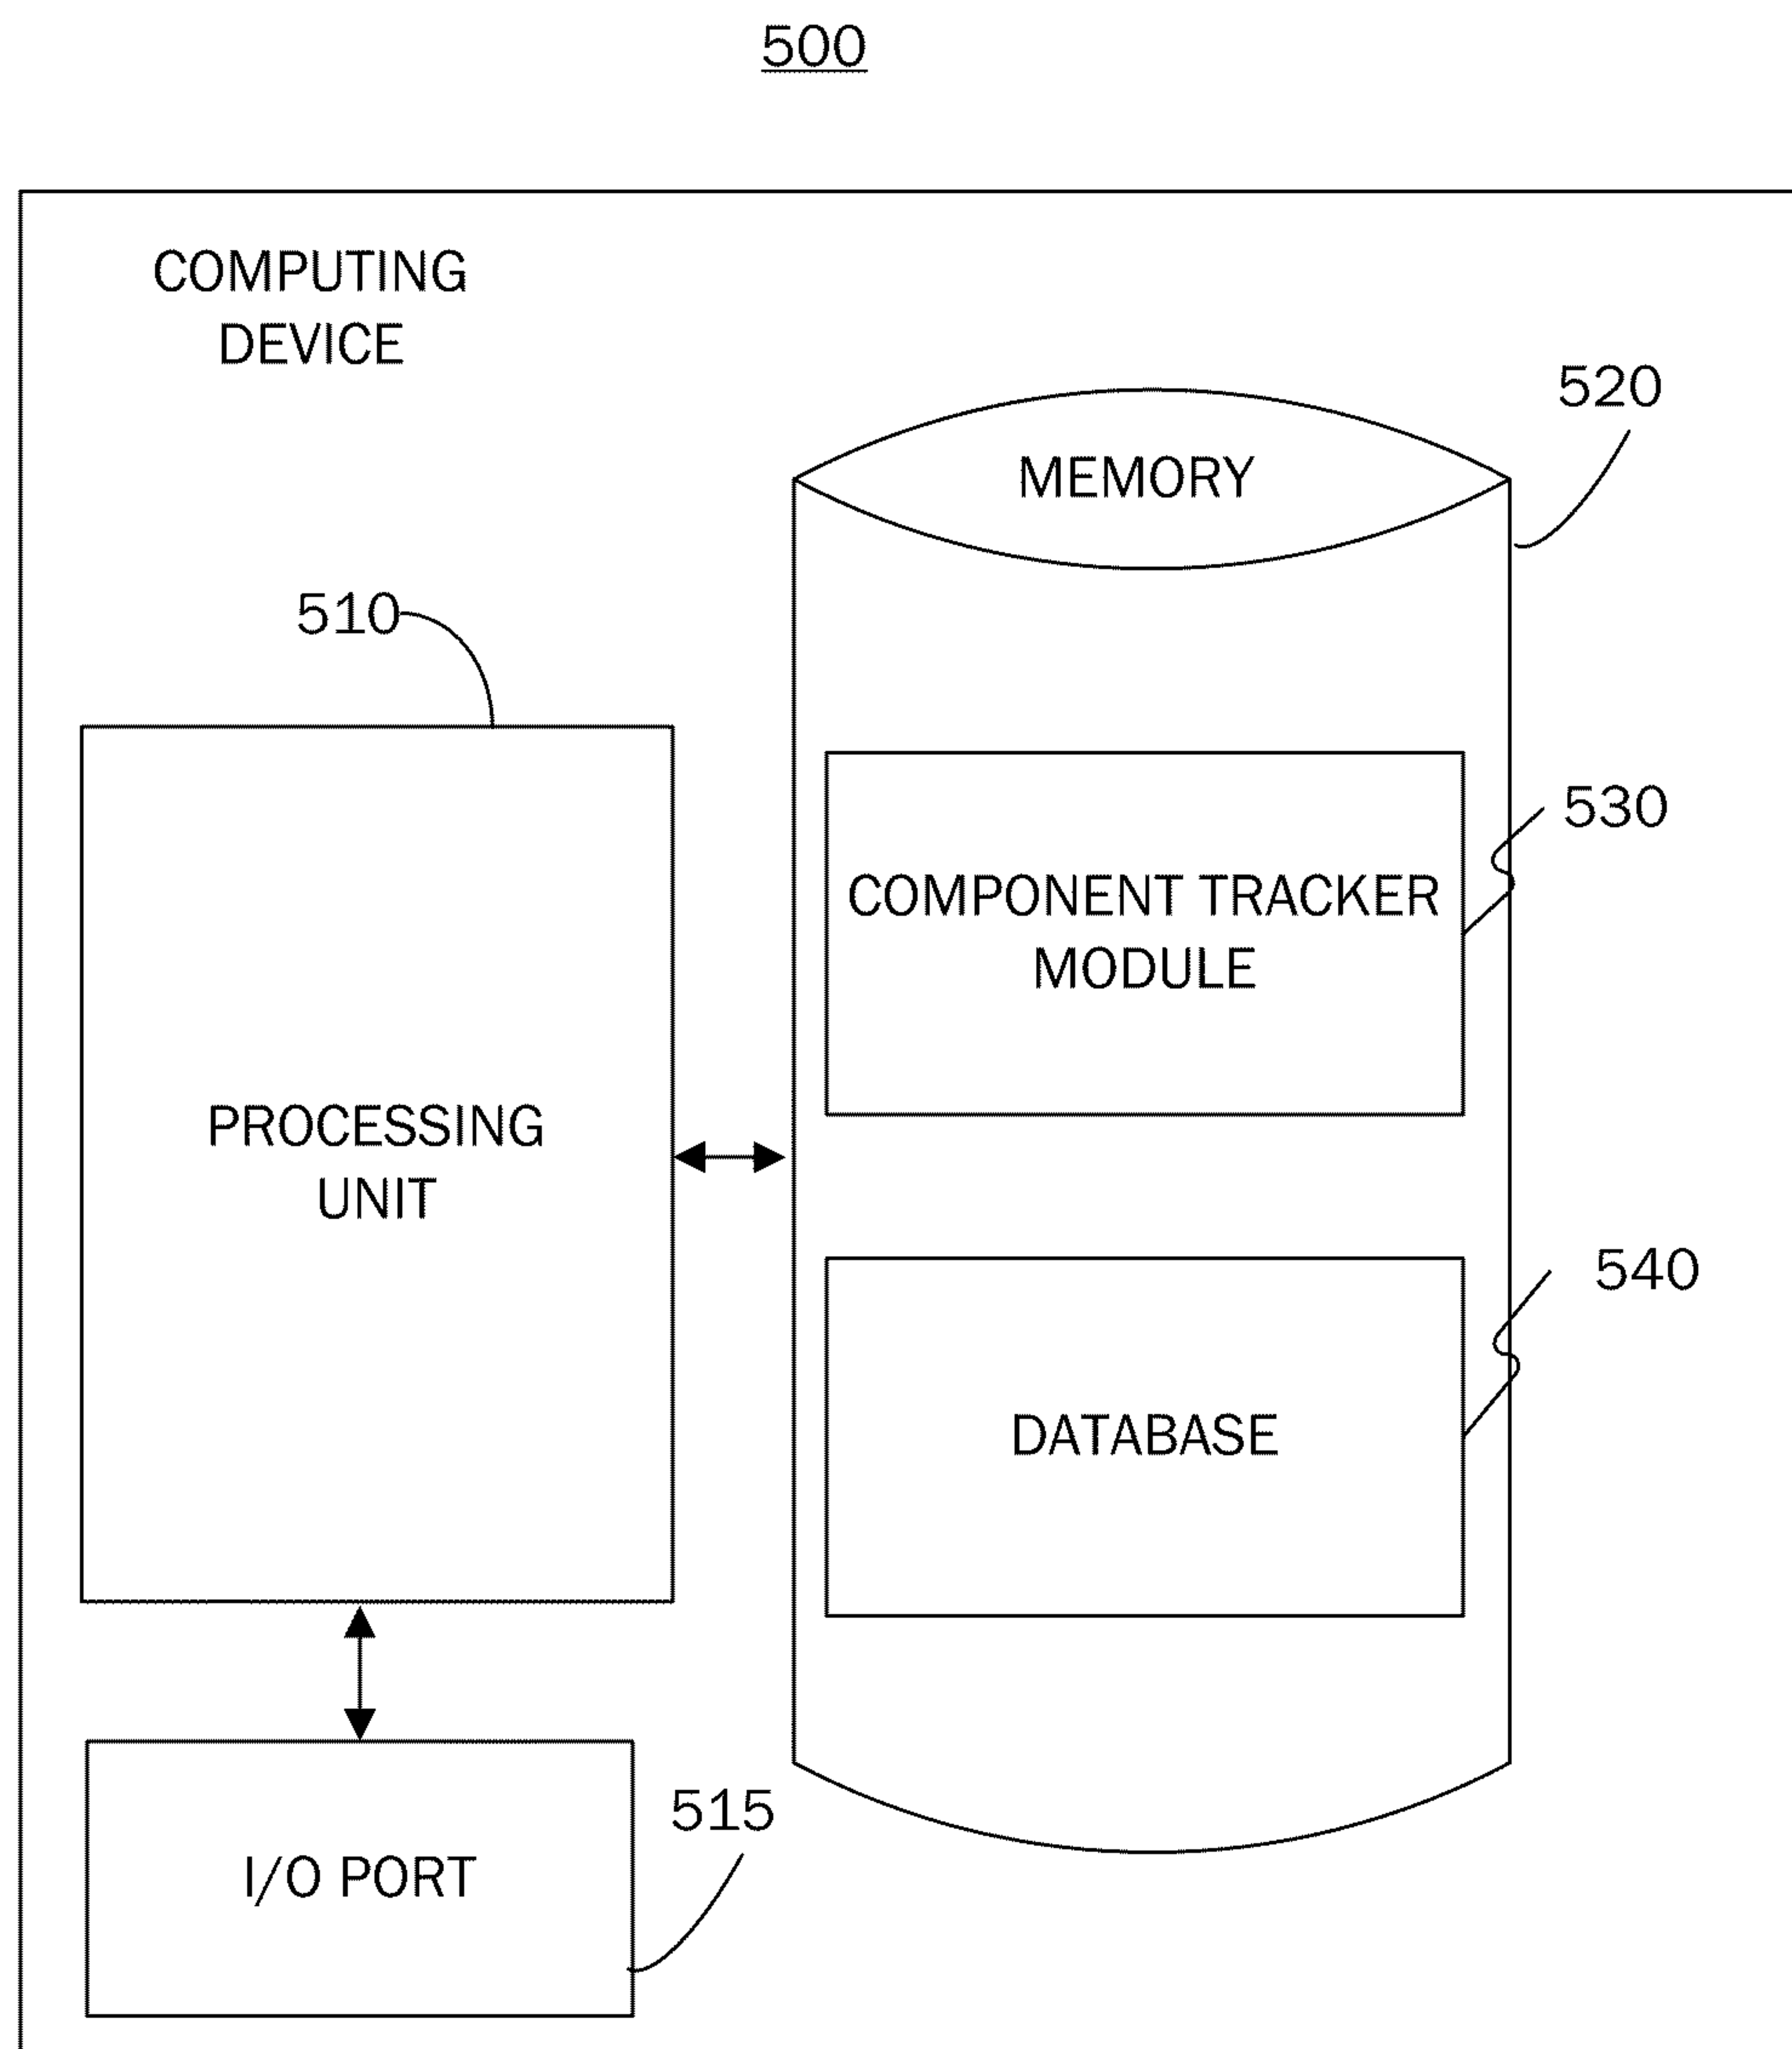 500
COMPUTING
DEVICE
520
MEMORY
510
530
COMPONENT TRACKER
MODULE
PROCESSING
UNIT
540
DATABASE
515
I/O PORT